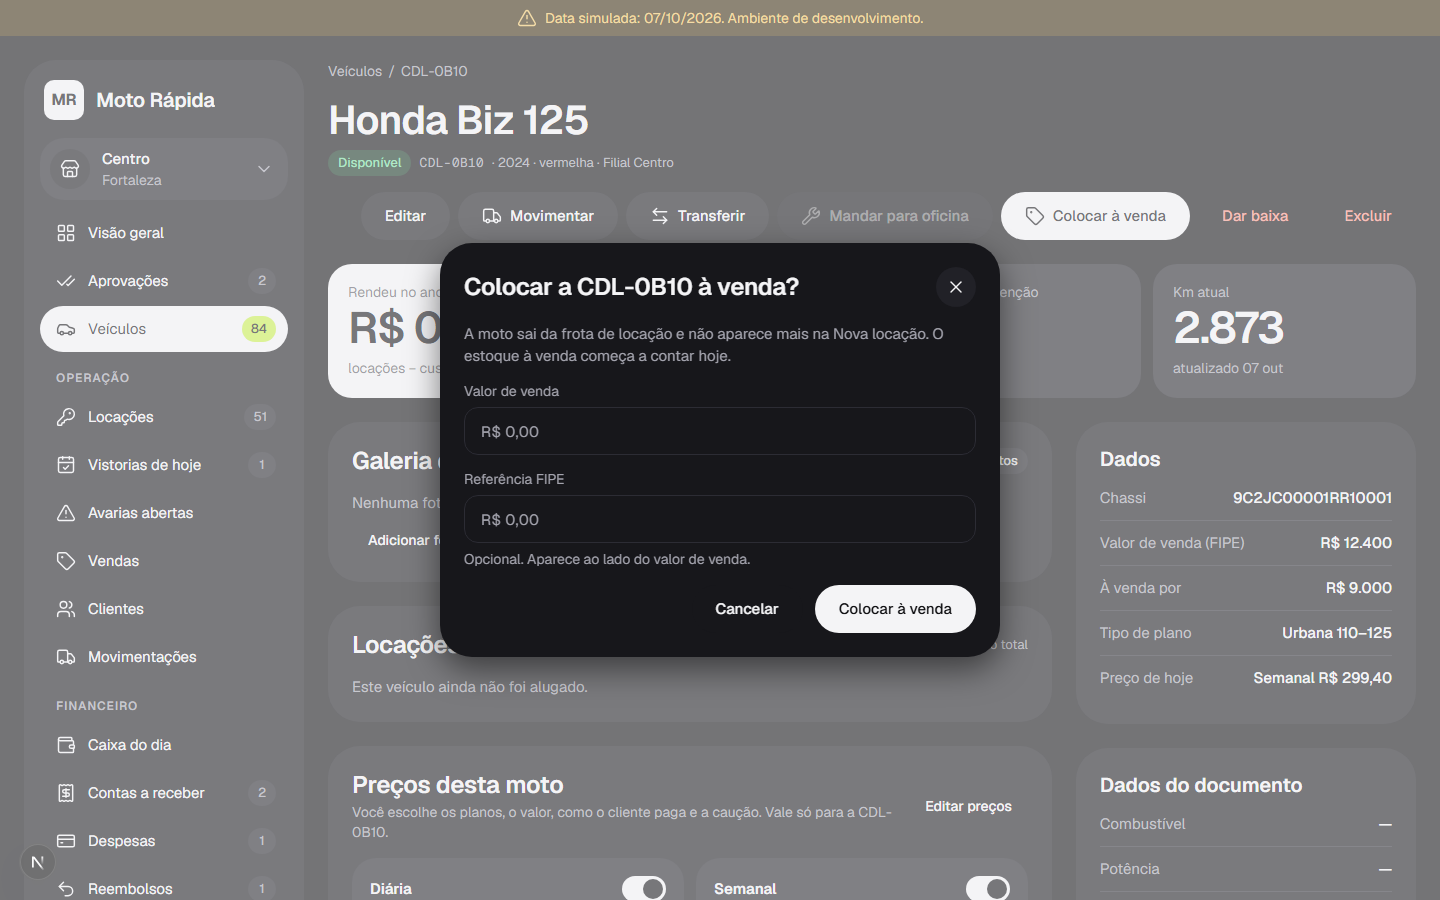 Data simulada: 07/10/2026. Ambiente de desenvolvimento.
MR
Moto Rápida
Centro
Fortaleza
Visão geral
Aprovações 2
Veículos 84
OPERAÇÃO
Locações 51
Vistorias de hoje 1
Avarias abertas
Vendas
Clientes
Movimentações
FINANCEIRO
Caixa do dia
Contas a receber 2
Despesas 1
Reembolsos 1
N
Veículos / CDL-0B10
Honda Biz 125
Disponível CDL-0B10 · 2024 · vermelha · Filial Centro
Editar
Movimentar
Transferir
Mandar para oficina
Colocar à venda
Dar baixa
Excluir
Rendeu no
R$ 0
locações – 
Km atual
2.873
atualizado 07 out
Colocar a CDL-0B10 à venda?
A moto sai da frota de locação e não aparece mais na Nova locação. O
estoque à venda começa a contar hoje.
Valor de venda
R$ 0,00
Referência FIPE
R$ 0,00
Opcional. Aparece ao lado do valor de venda.
Cancelar
Colocar à venda
Galeria
Nenhuma
Adicionar
Locações
total
Este veículo ainda não foi alugado.
Preços desta moto
Você escolhe os planos, o valor, como o cliente paga e a caução. Vale só para a CDL-
0B10.
Editar preços
Diária
Semanal
Dados
Chassi 9C2JC00001RR10001
Valor de venda (FIPE) R$ 12.400
À venda por R$ 9.000
Tipo de plano Urbana 110–125
Preço de hoje Semanal R$ 299,40
Dados do documento
Combustível —
Potência —